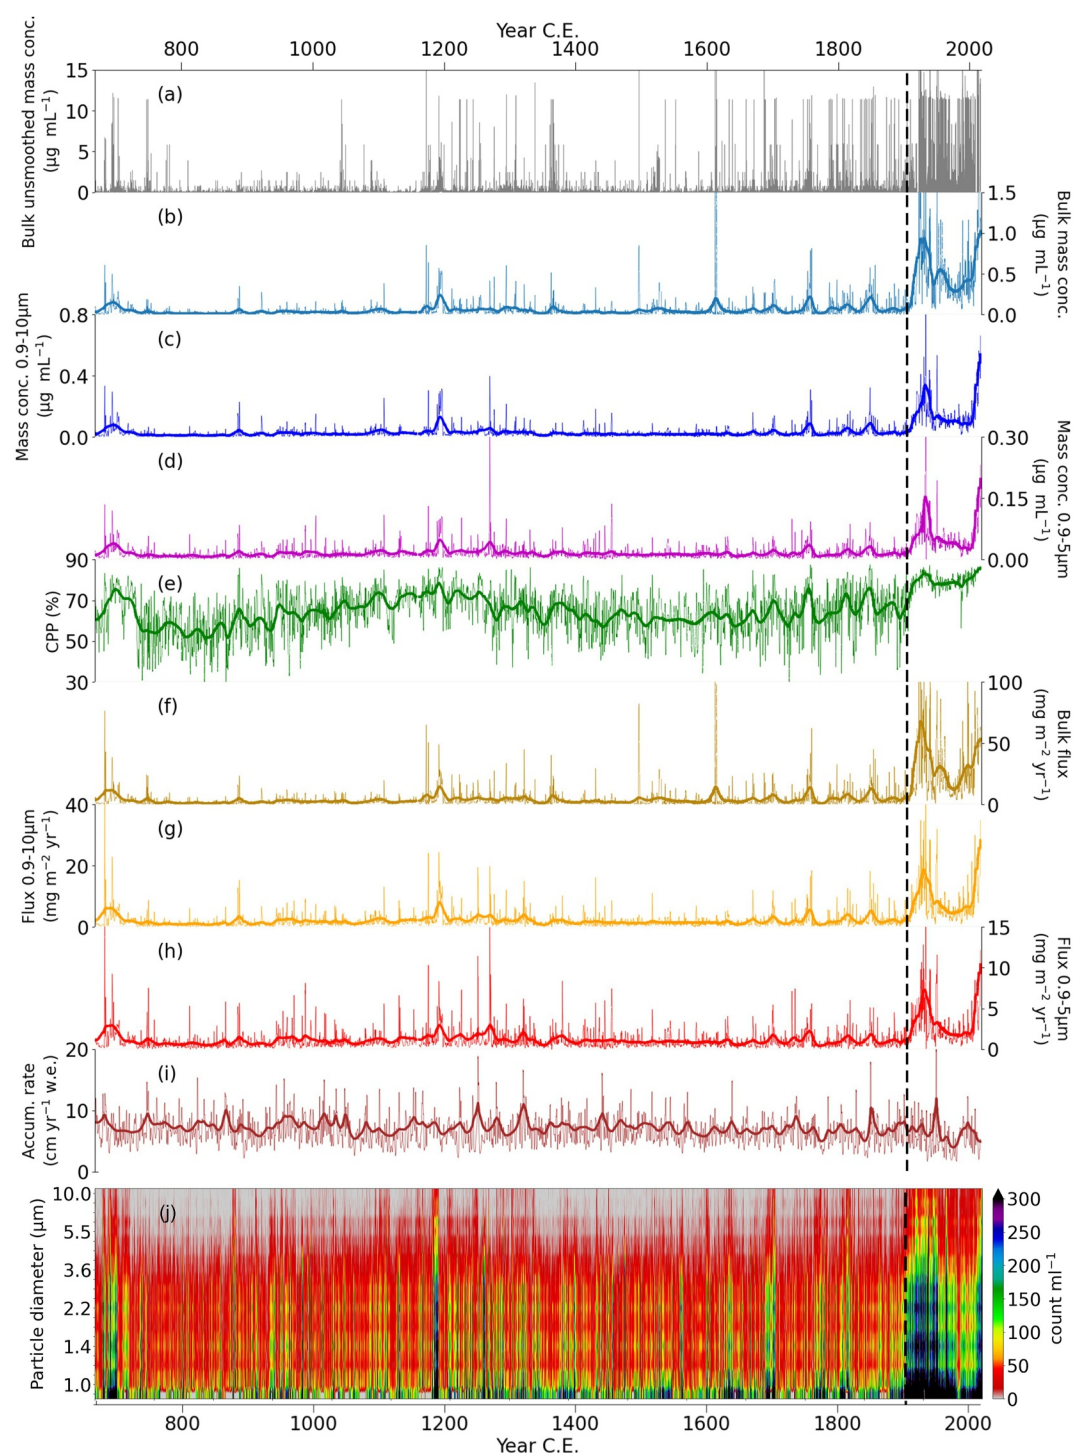 Year C.E.
800 1000 1200 1400 1600 1800 2000
Bulk unsmoothed mass conc.
(µg mL⁻¹)
15
10
5
0
(a)
(b)
1.5
1.0
0.5
0.0
Bulk mass conc.
(µg mL⁻¹)
Mass conc. 0.9-10µm
(µg mL⁻¹)
0.8
0.4
0.0
(c)
(d)
0.30
0.15
0.00
Mass conc. 0.9-5µm
(µg mL⁻¹)
CPP (%)
90
70
50
30
(e)
(f)
100
50
0
Bulk flux
(mg m⁻² yr⁻¹)
Flux 0.9-10µm
(mg m⁻² yr⁻¹)
40
20
0
(g)
(h)
15
10
5
0
Flux 0.9-5µm
(mg m⁻² yr⁻¹)
Accum. rate
(cm yr⁻¹ w.e.)
20
10
0
(i)
Particle diameter (µm)
10.0
5.5
3.6
2.2
1.4
1.0
(j)
300
250
200
150
100
50
0
count ml⁻¹
800 1000 1200 1400 1600 1800 2000
Year C.E.